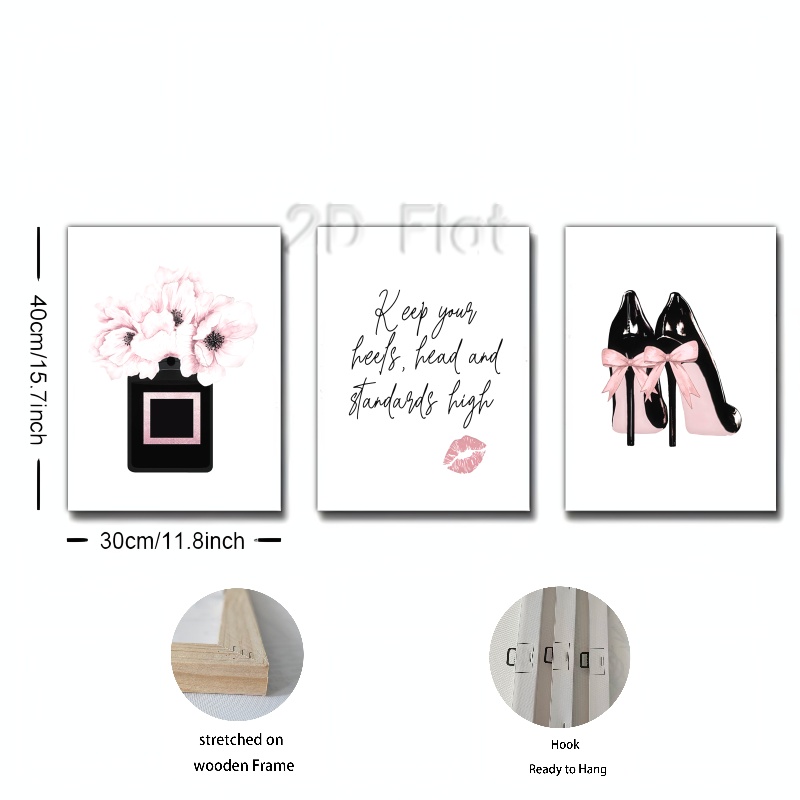 2D Flat
40cm/15.7inch
Keep your
heels, head and
standards high
30cm/11.8inch
stretched on
wooden Frame
Hook
Ready to Hang